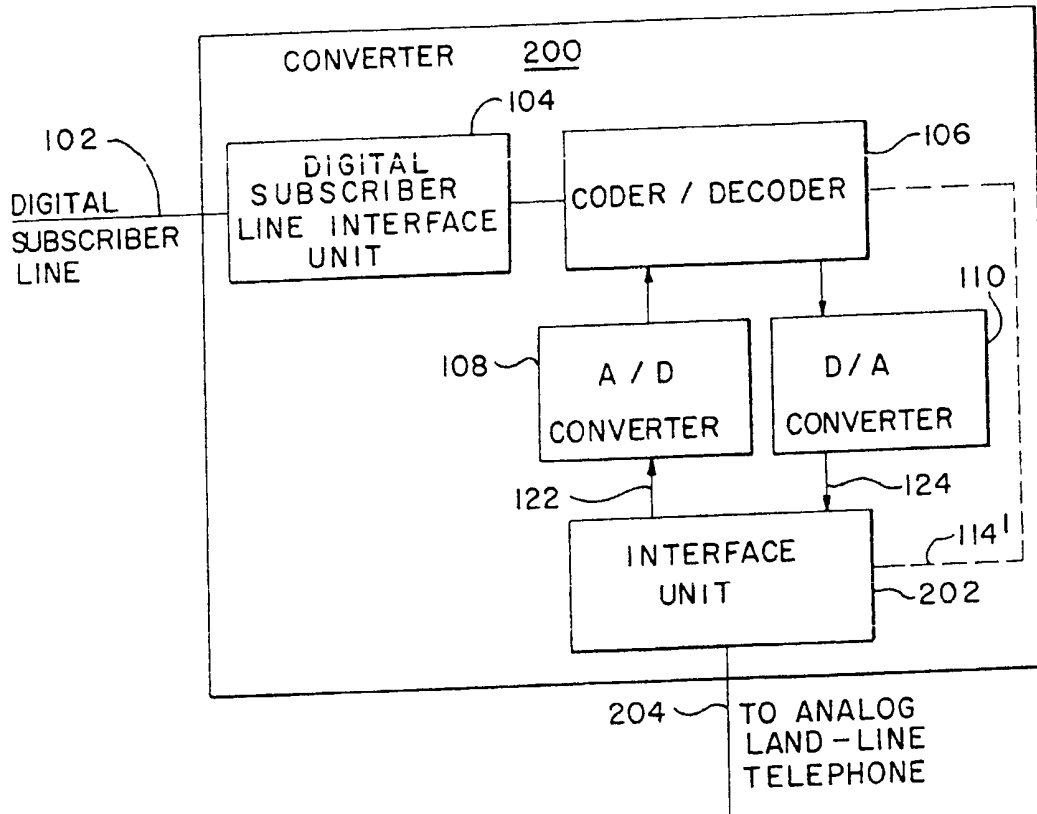 CONVERTER 200
104
102
106
DIGITAL
SUBSCRIBER
LINE
DIGITAL
SUBSCRIBER
LINE INTERFACE
UNIT
CODER / DECODER
110
108
A / D
CONVERTER
D / A
CONVERTER
122
124
INTERFACE
UNIT
114'
202
204
TO ANALOG
LAND-LINE
TELEPHONE